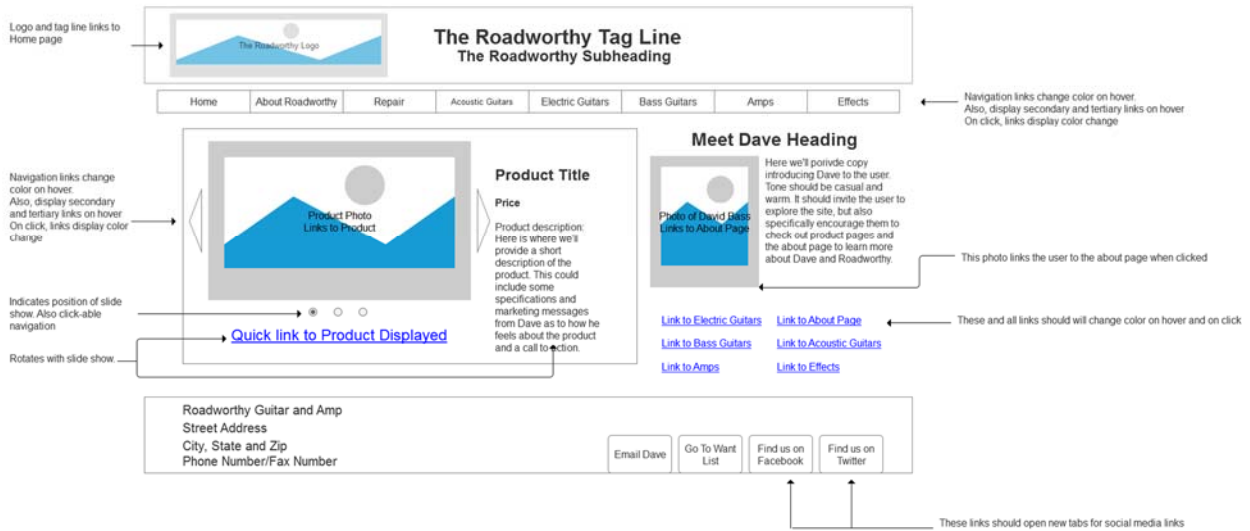 Logo and tag line links to
Home page
The Roadworthy Logo
The Roadworthy Tag Line
The Roadworthy Subheading
Home
About Roadworthy
Repair
Acoustic Guitars
Electric Guitars
Bass Guitars
Amps
Effects
Navigation links change color on hover.
Also, display secondary and tertiary links on hover
On click, links display color change
Navigation links change
color on hover.
Also, display secondary
and tertiary links on hover
On click, links display color
change
Product Photo
Links to Product
Product Title
Price
Product description:
Here is where we'll
provide a short
description of the
product. This could
include some
specifications and
marketing messages
from Dave as to how he
feels about the product
and a call to action.
Meet Dave Heading
Photo of David Bass
Links to About Page
Here we'll porivde copy
introducing Dave to the user.
Tone should be casual and
warm. It should invite the user to
explore the site, but also
specifically encourage them to
check out product pages and
the about page to learn more
about Dave and Roadworthy.
This photo links the user to the about page when clicked
Indicates position of slide
show. Also click-able
navigation
Quick link to Product Displayed
Rotates with slide show.
Link to Electric Guitars
Link to About Page
Link to Bass Guitars
Link to Acoustic Guitars
Link to Amps
Link to Effects
These and all links should will change color on hover and on click
Roadworthy Guitar and Amp
Street Address
City, State and Zip
Phone Number/Fax Number
Email Dave
Go To Want
List
Find us on
Facebook
Find us on
Twitter
These links should open new tabs for social media links